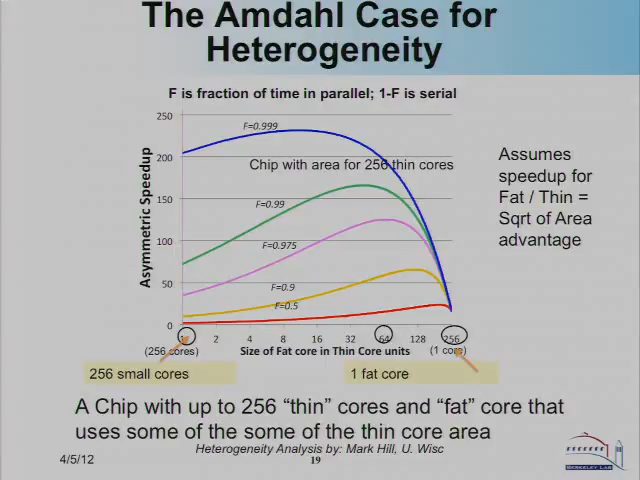 The Amdahl Case for
Heterogeneity
F is fraction of time in parallel; 1-F is serial
250
200
150
100
50
0
Asymmetric Speedup
F=0.999
Chip with area for 256 thin cores
F=0.99
F=0.975
F=0.9
F=0.5
Assumes
speedup for
Fat / Thin =
Sqrt of Area
advantage
2 4 8 16 32 64 128 256
(256 cores) Size of Fat core in Thin Core units (1 core)
256 small cores
1 fat core
A Chip with up to 256 “thin” cores and “fat” core that
uses some of the some of the thin core area
Heterogeneity Analysis by: Mark Hill, U. Wisc
4/5/12
19
BERKELEY LAB